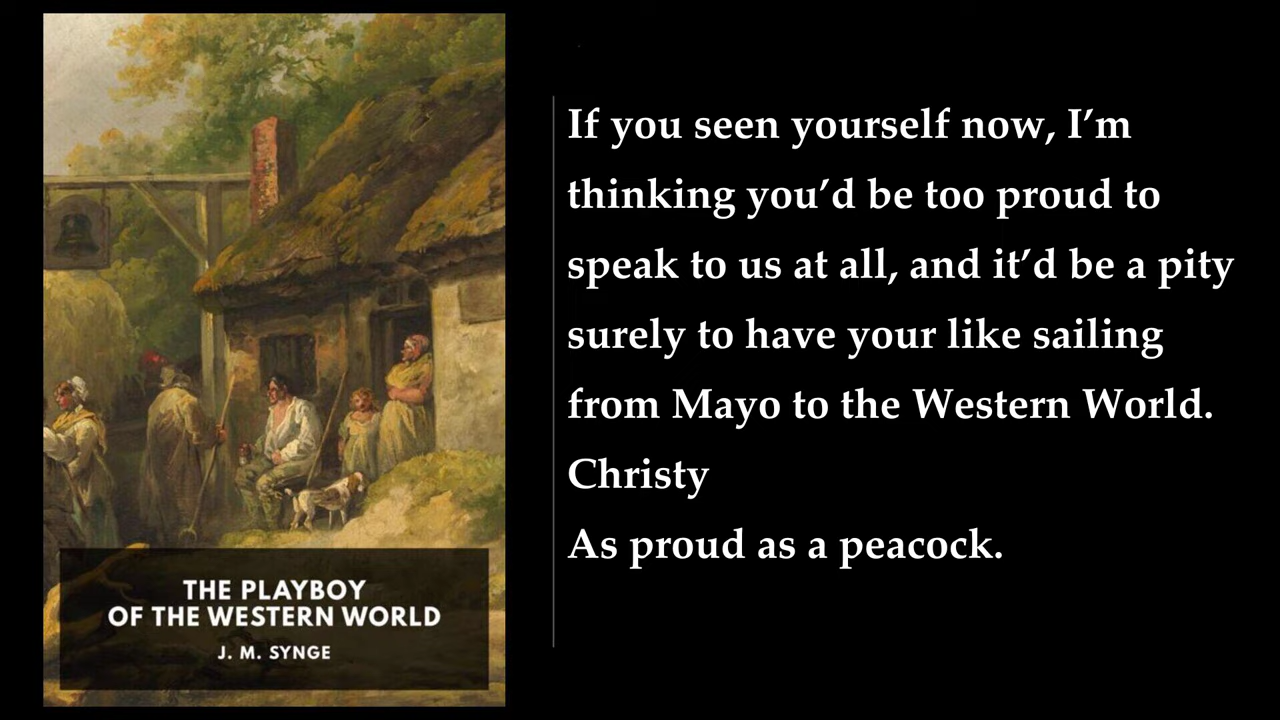 THE PLAYBOY
OF THE WESTERN WORLD
J. M. SYNGE
If you seen yourself now, I’m
thinking you’d be too proud to
speak to us at all, and it’d be a pity
surely to have your like sailing
from Mayo to the Western World.
Christy
As proud as a peacock.